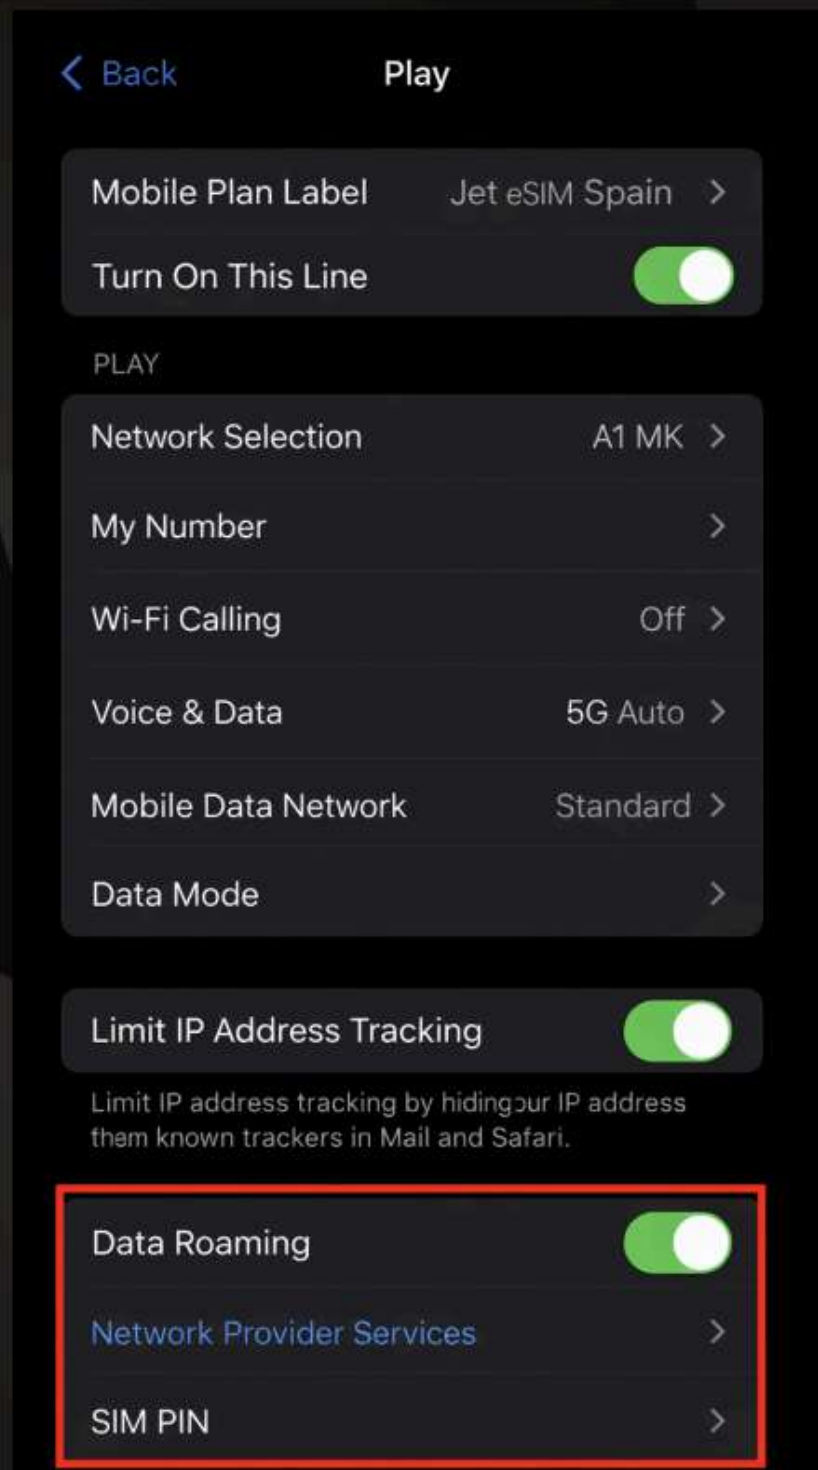 Back
Play
Mobile Plan Label Jet eSIM Spain
Turn On This Line
PLAY
Network Selection A1 MK
My Number
Wi-Fi Calling Off
Voice & Data 5G Auto
Mobile Data Network Standard
Data Mode
Limit IP Address Tracking
Limit IP address tracking by hiding IP address
them known trackers in Mail and Safari.
Data Roaming
Network Provider Services
SIM PIN